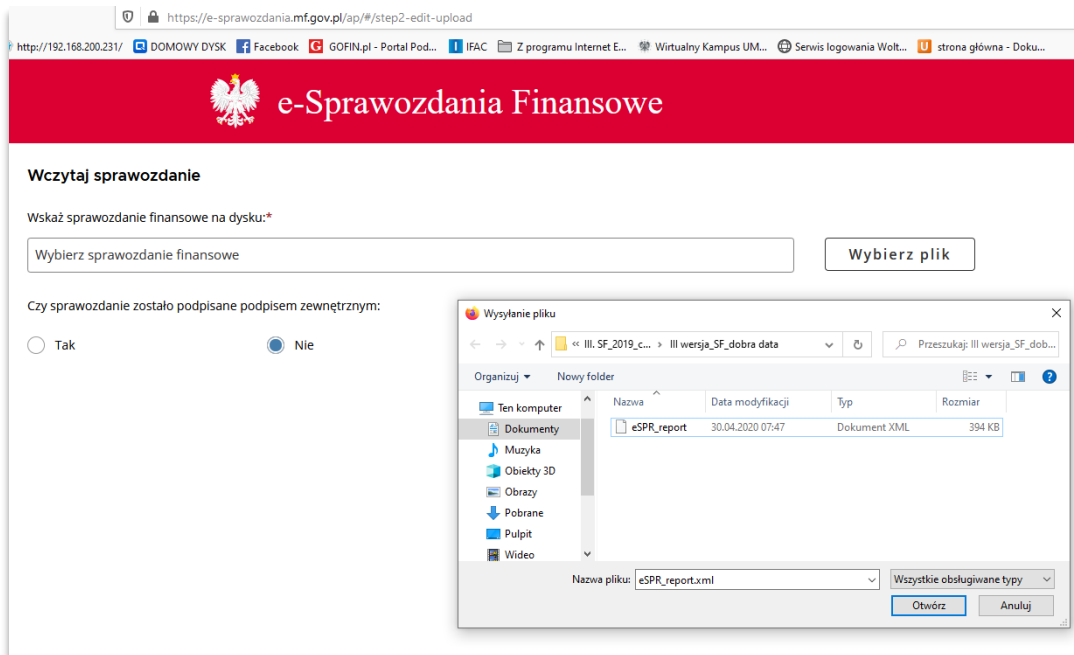 https://e-sprawozdania.mf.gov.pl/ap/#/step2-edit-upload
http://192.168.200.231/ DOMOWY DYSK Facebook GOFIN.pl - Portal Pod... IFAC Z programu Internet E... Wirtualny Kampus UM... Serwis logowania Wolt... strona główna - Doku...
e-Sprawozdania Finansowe
Wczytaj sprawozdanie
Wskaż sprawozdanie finansowe na dysku:*
Wybierz sprawozdanie finansowe Wybierz plik
Czy sprawozdanie zostało podpisane podpisem zewnętrznym:
Tak Nie
Wysyłanie pliku
« III. SF_2019_c... › III wersja_SF_dobra data Przeszukaj: III wersja_SF_dob...
Organizuj Nowy folder
Nazwa Data modyfikacji Typ Rozmiar
eSPR_report 30.04.2020 07:47 Dokument XML 394 KB
Ten komputer
Dokumenty
Muzyka
Obiekty 3D
Obrazy
Pobrane
Pulpit
Wideo
Nazwa pliku: eSPR_report.xml Wszystkie obsługiwane typy
Otwórz Anuluj